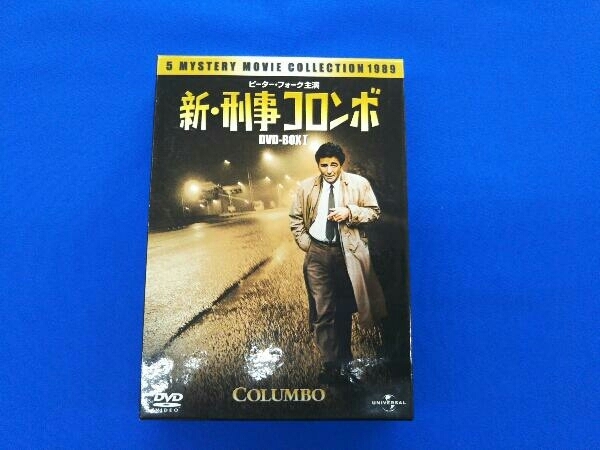 5 MYSTERY MOVIE COLLECTION 1989
ピーター・フォーク主演
新・刑事コロンボ
DVD-BOX I
COLUMBO
DVD
VIDEO
UNIVERSAL